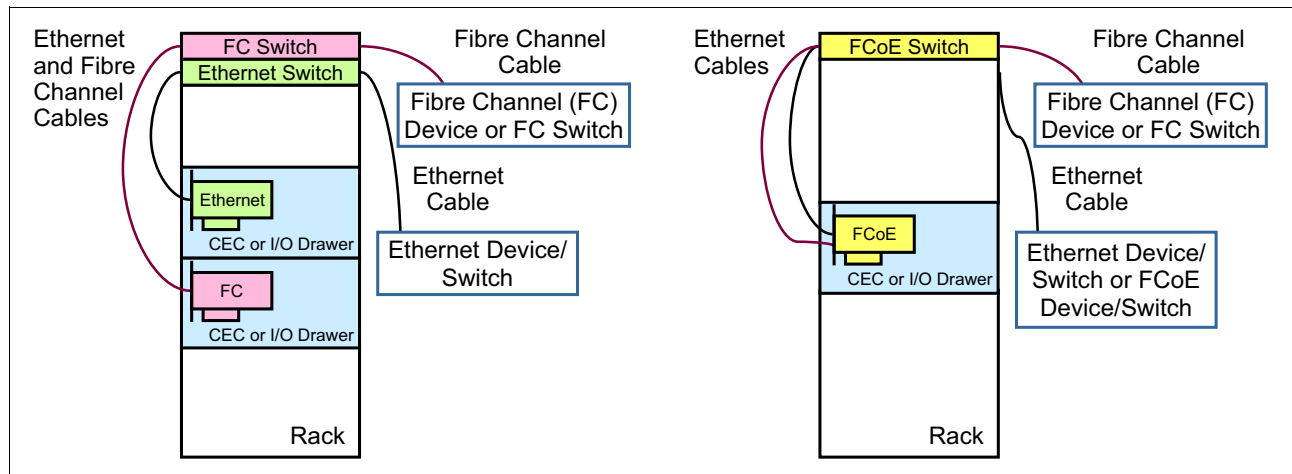 Ethernet
and Fibre
Channel
Cables
FC Switch
Ethernet Switch
Fibre Channel
Cable
Fibre Channel (FC)
Device or FC Switch
Ethernet
CEC or I/O Drawer
Ethernet
Cable
Ethernet Device/
Switch
FC
CEC or I/O Drawer
Rack
Ethernet
Cables
FCoE Switch
Fibre Channel
Cable
Fibre Channel (FC)
Device or FC Switch
Ethernet
Cable
FCoE
CEC or I/O Drawer
Ethernet Device/
Switch or FCoE
Device/Switch
Rack